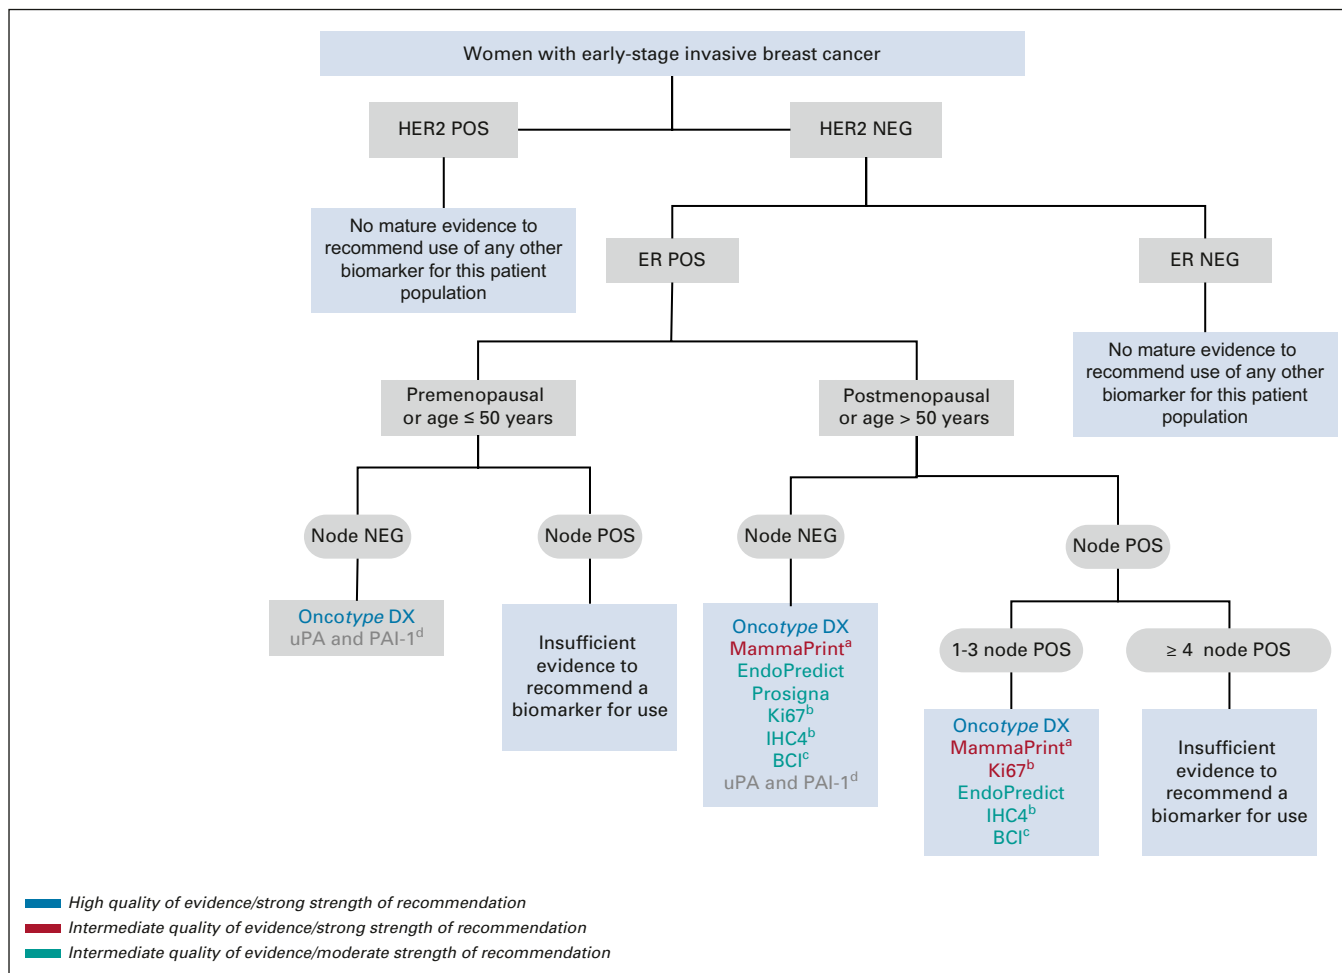 Women with early-stage invasive breast cancer
HER2 POS
HER2 NEG
No mature evidence to
recommend use of any other
biomarker for this patient
population
ER POS
ER NEG
No mature evidence to
recommend use of any other
biomarker for this patient
population
Premenopausal
or age ≤ 50 years
Postmenopausal
or age > 50 years
Node NEG
Node POS
Node NEG
Node POS
Oncotype DX
uPA and PAI-1d
Insufficient
evidence to
recommend a
biomarker for use
Oncotype DX
MammaPrinta
EndoPredict
Prosigna
Ki67b
IHC4b
BCIc
uPA and PAI-1d
1-3 node POS
≥ 4 node POS
Oncotype DX
MammaPrinta
Ki67b
EndoPredict
IHC4b
BCIc
Insufficient
evidence to
recommend a
biomarker for use
High quality of evidence/strong strength of recommendation
Intermediate quality of evidence/strong strength of recommendation
Intermediate quality of evidence/moderate strength of recommendation